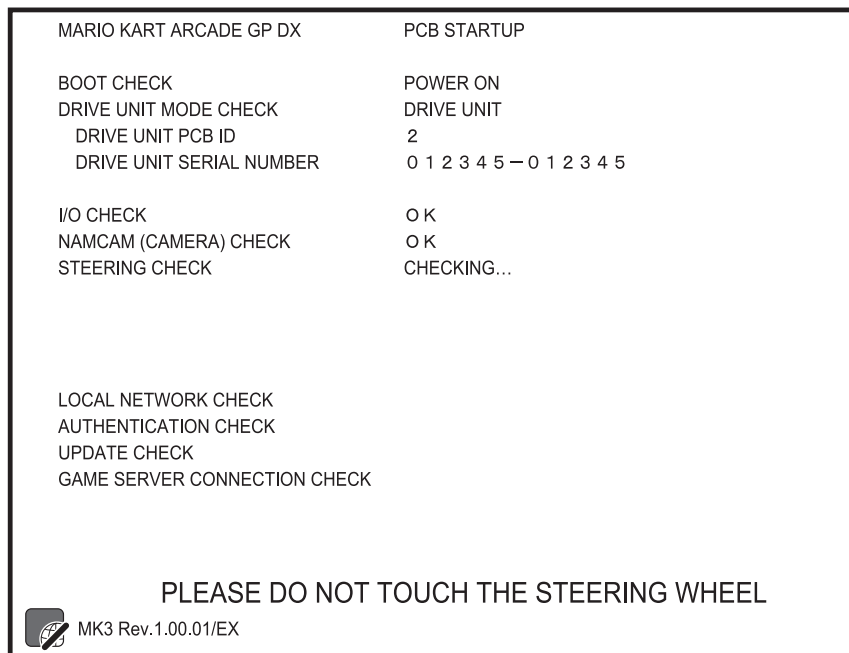 MARIO KART ARCADE GP DX PCB STARTUP
BOOT CHECK POWER ON
DRIVE UNIT MODE CHECK DRIVE UNIT
DRIVE UNIT PCB ID 2
DRIVE UNIT SERIAL NUMBER 012345-012345
I/O CHECK OK
NAMCAM (CAMERA) CHECK OK
STEERING CHECK CHECKING...
LOCAL NETWORK CHECK
AUTHENTICATION CHECK
UPDATE CHECK
GAME SERVER CONNECTION CHECK
PLEASE DO NOT TOUCH THE STEERING WHEEL
MK3 Rev.1.00.01/EX